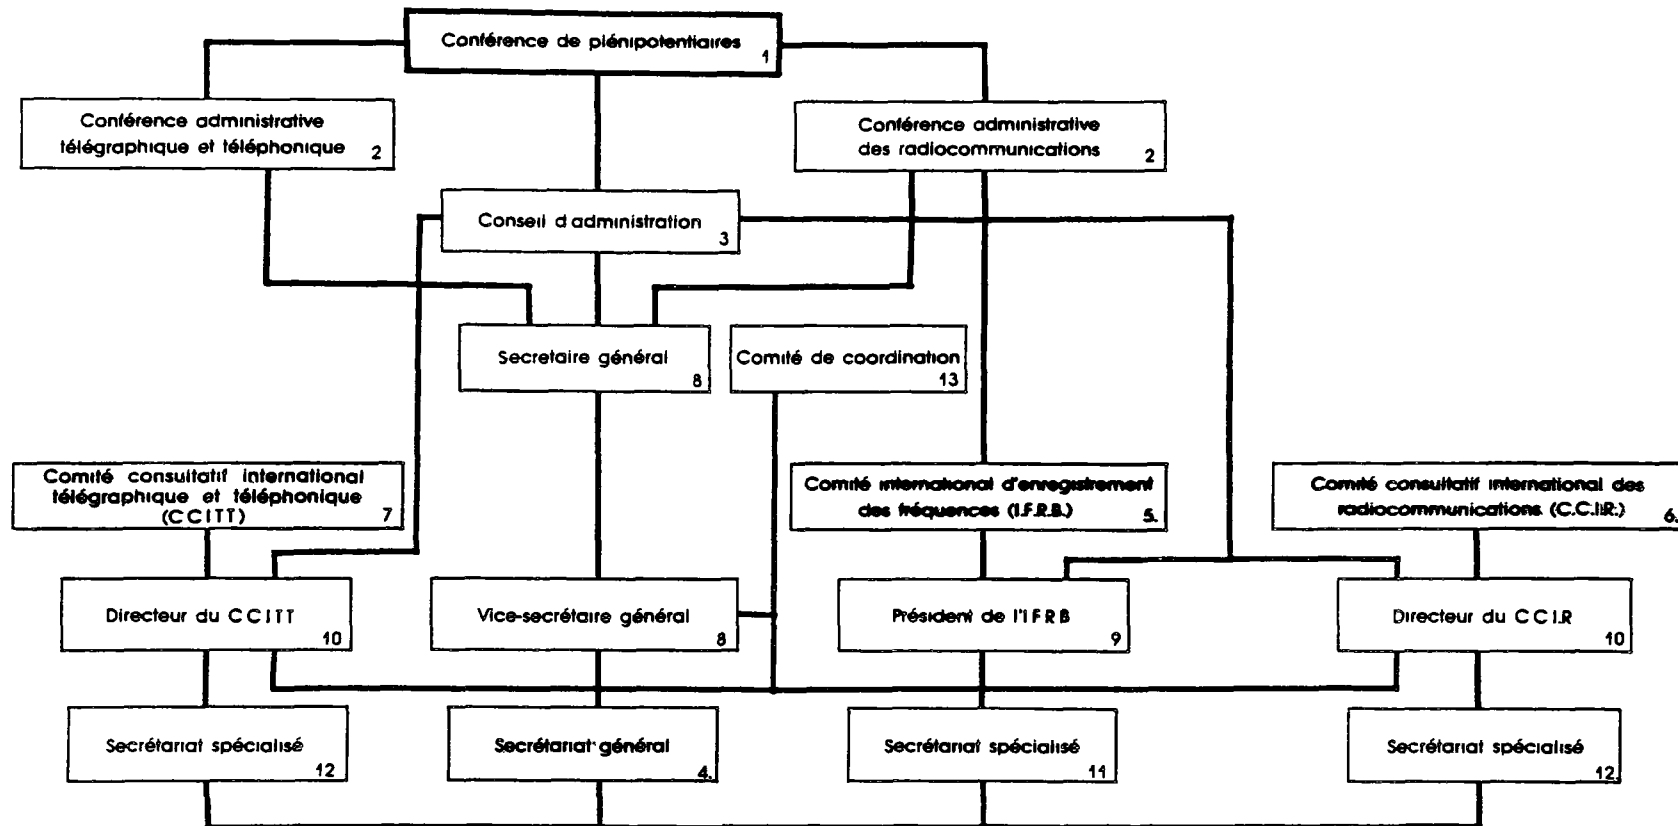 Conférence de plénipotentiaires
1
Conférence administrative
télégraphique et téléphonique
2
Conférence administrative
des radiocommunications
2
Conseil d administration
3
Secretaire général
8
Comité de coordination
13
Comité consultatif international
télégraphique et téléphonique
(CCITT)
7
Comité international d'enregistrement
des fréquences (I.F.R.B.)
5.
Comité consultatif international des
radiocommunications (C.C.I.R.)
6.
Directeur du C C I T T
10
Vice-secrétaire général
8
Président de l'I F R B
9
Directeur du C C I.R
10
Secrétariat spécialisé
12
Secrétariat général
4.
Secrétariat spécialisé
11
Secrétariat spécialisé
12.